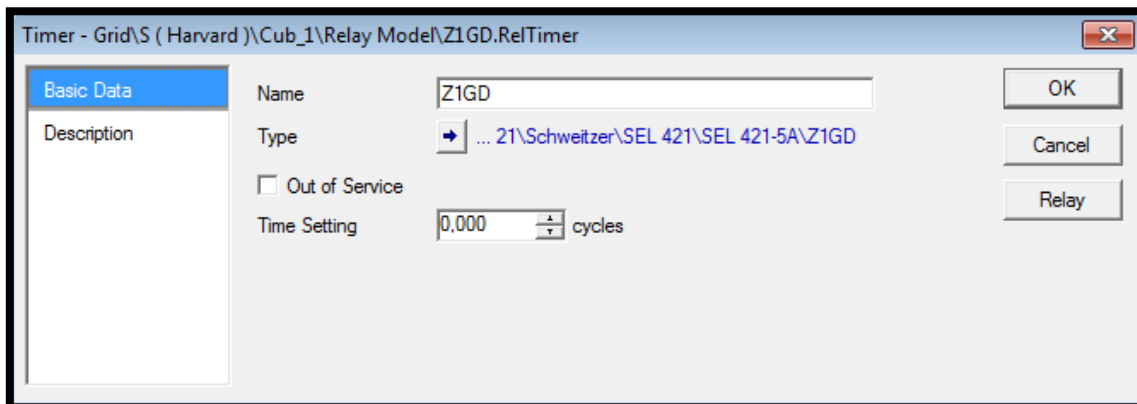 Timer - Grid\S ( Harvard )\Cub_1\Relay Model\Z1GD.RelTimer
Basic Data
Description
Name Z1GD
Type ... 21\Schweitzer\SEL 421\SEL 421-5A\Z1GD
Out of Service
Time Setting 0,000 cycles
OK
Cancel
Relay